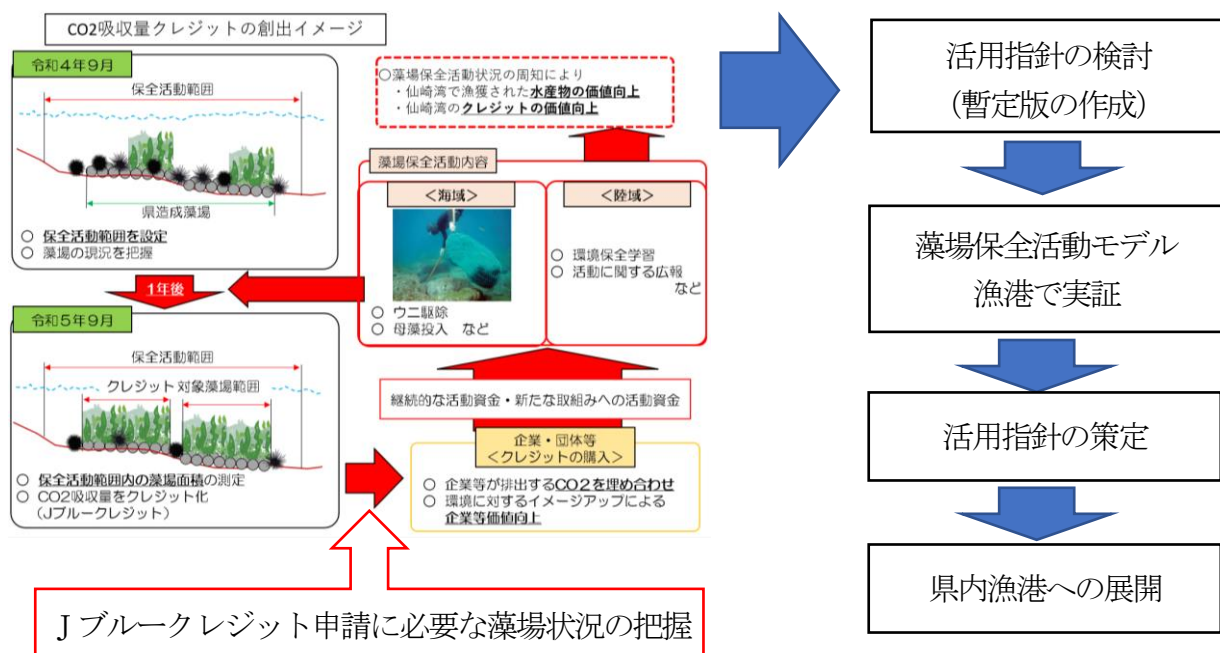 CO2吸収量クレジットの創出イメージ
令和4年9月
保全活動範囲
県造成藻場
○ 保全活動範囲を設定
○ 藻場の現況を把握
1年後
令和5年9月
保全活動範囲
クレジット対象藻場範囲
○ 保全活動範囲内の藻場面積の測定
○ CO2吸収量をクレジット化
(Jブルークレジット)
○藻場保全活動状況の周知により
・仙崎湾で漁獲された水産物の価値向上
・仙崎湾のクレジットの価値向上
藻場保全活動内容
<海域>
○ ウニ駆除
○ 母藻投入 など
<陸域>
○ 環境保全学習
○ 活動に関する広報
など
継続的な活動資金・新たな取組みへの活動資金
企業・団体等
<クレジットの購入>
○ 企業等が排出するCO2を埋め合わせ
○ 環境に対するイメージアップによる
企業等価値向上
Jブルークレジット申請に必要な藻場状況の把握
活用指針の検討
(暫定版の作成)
藻場保全活動モデル
漁港で実証
活用指針の策定
県内漁港への展開